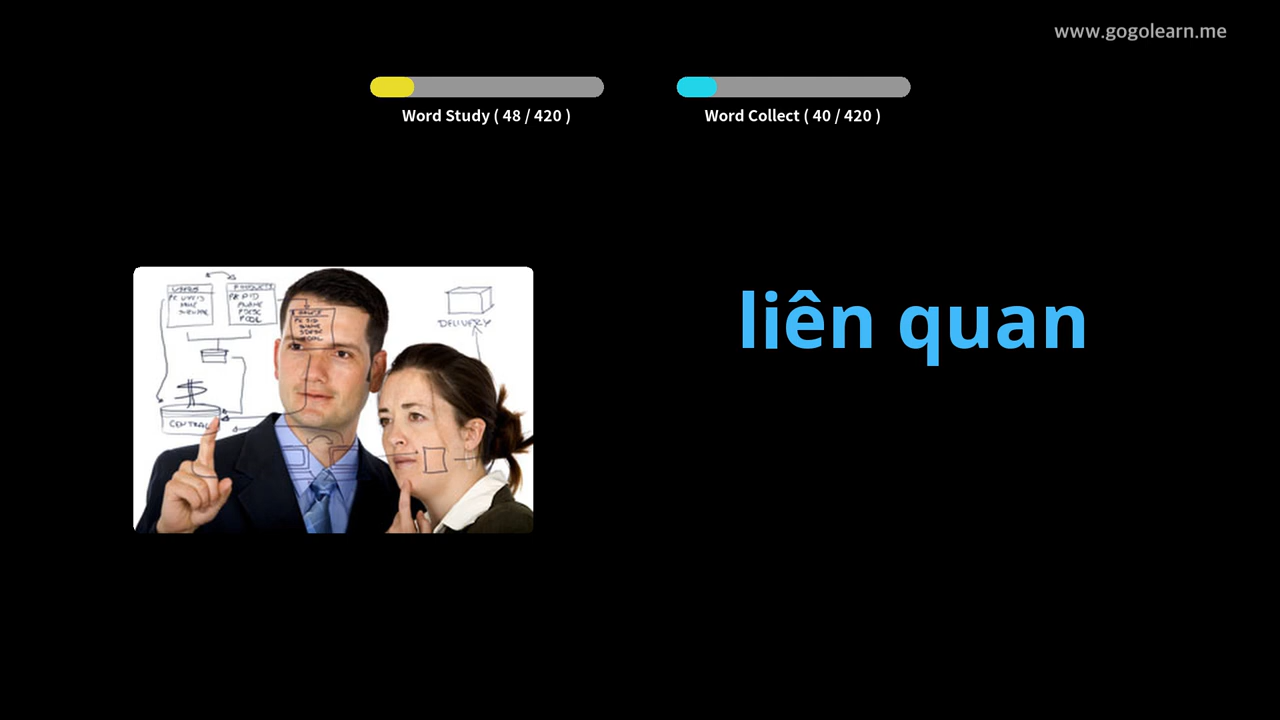 www.gogolearn.me
Word Study ( 48 / 420 )
Word Collect ( 40 / 420 )
liên quan
DELIVERY
CENTRAL